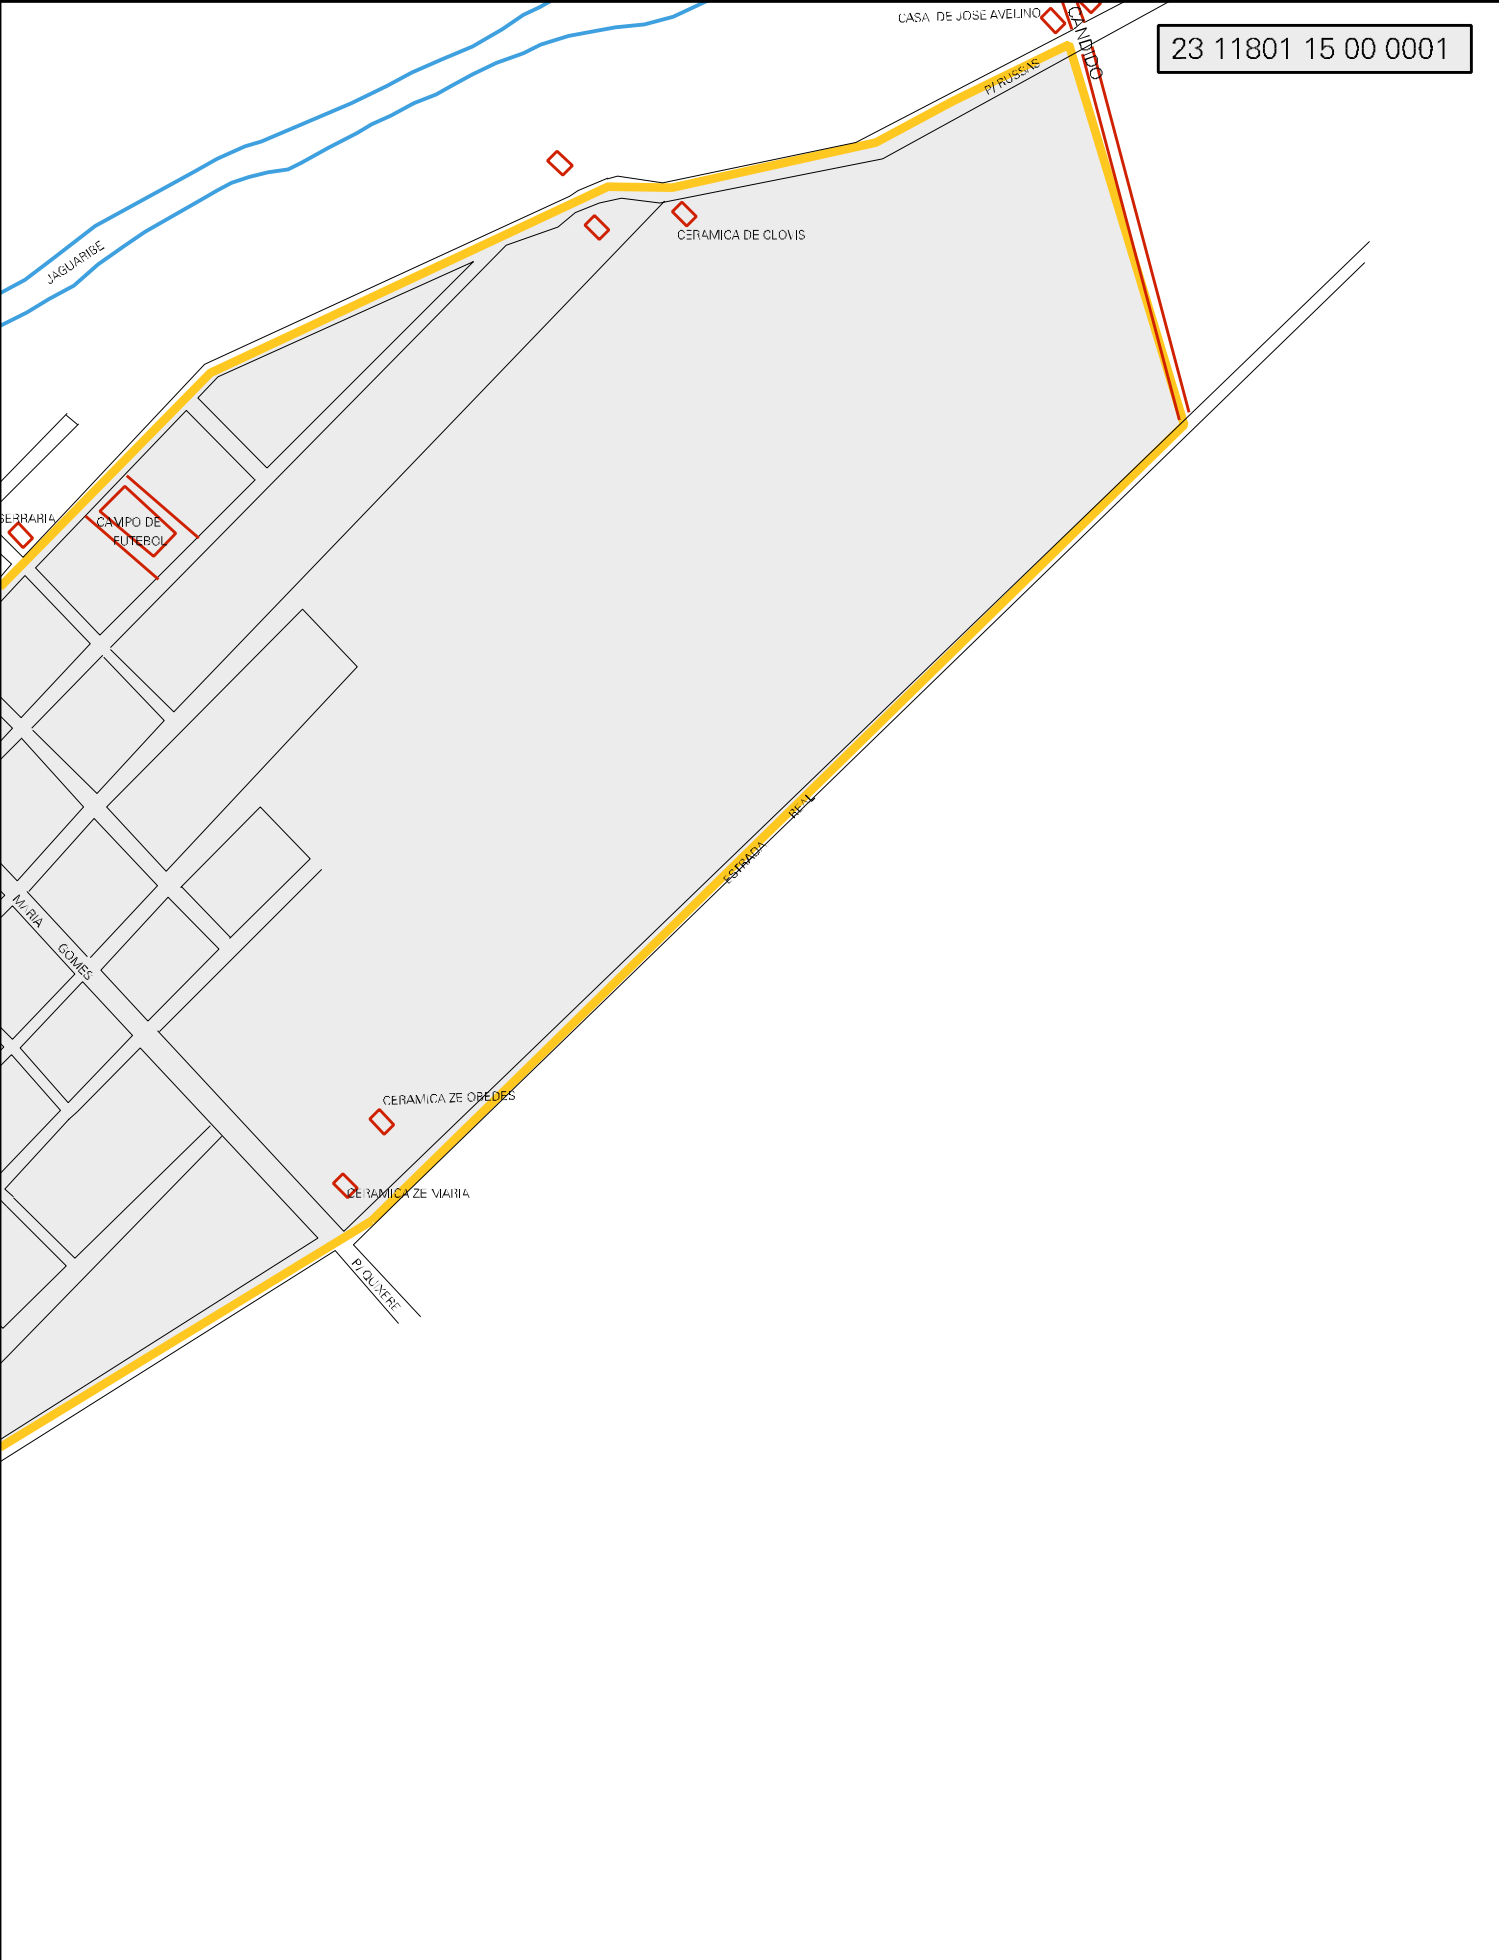 CASA DE JOSE AVELINO
CANDIDO
23 11801 15 00 0001
P/ RUSSAS
JAGUARIBE
CERAMICA DE CLOVIS
SERRARIA
CAMPO DE
FUTEBOL
REAL
ESTRADA
MARIA
GOMES
CERAMICA ZE OBEDES
CERAMICA ZE MARIA
P/ QUIXERE